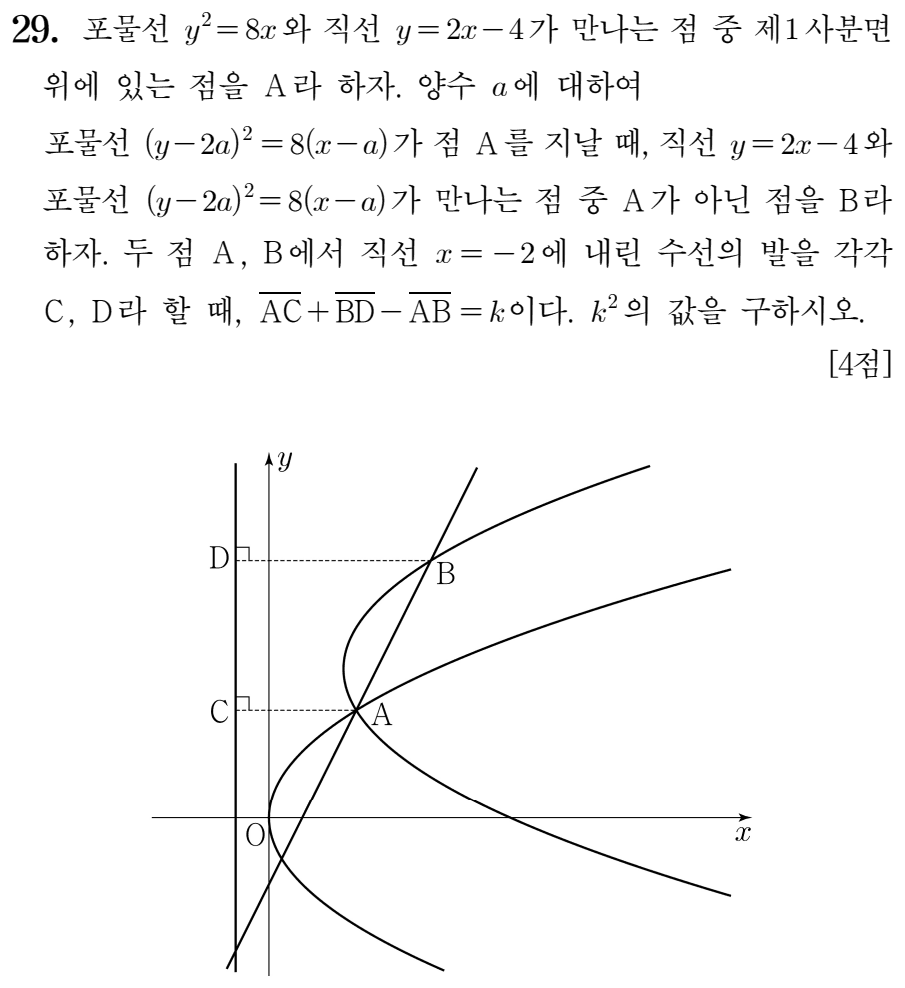 29. 포물선 y²=8x와 직선 y=2x-4가 만나는 점 중 제1사분면
위에 있는 점을 A라 하자. 양수 a에 대하여
포물선 (y-2a)²=8(x-a)가 점 A를 지날 때, 직선 y=2x-4와
포물선 (y-2a)²=8(x-a)가 만나는 점 중 A가 아닌 점을 B라
하자. 두 점 A, B에서 직선 x=-2에 내린 수선의 발을 각각
C, D라 할 때, A̅C̅+B̅D̅-A̅B̅=k이다. k²의 값을 구하시오.
[4점]
y
D
B
C
A
O
x